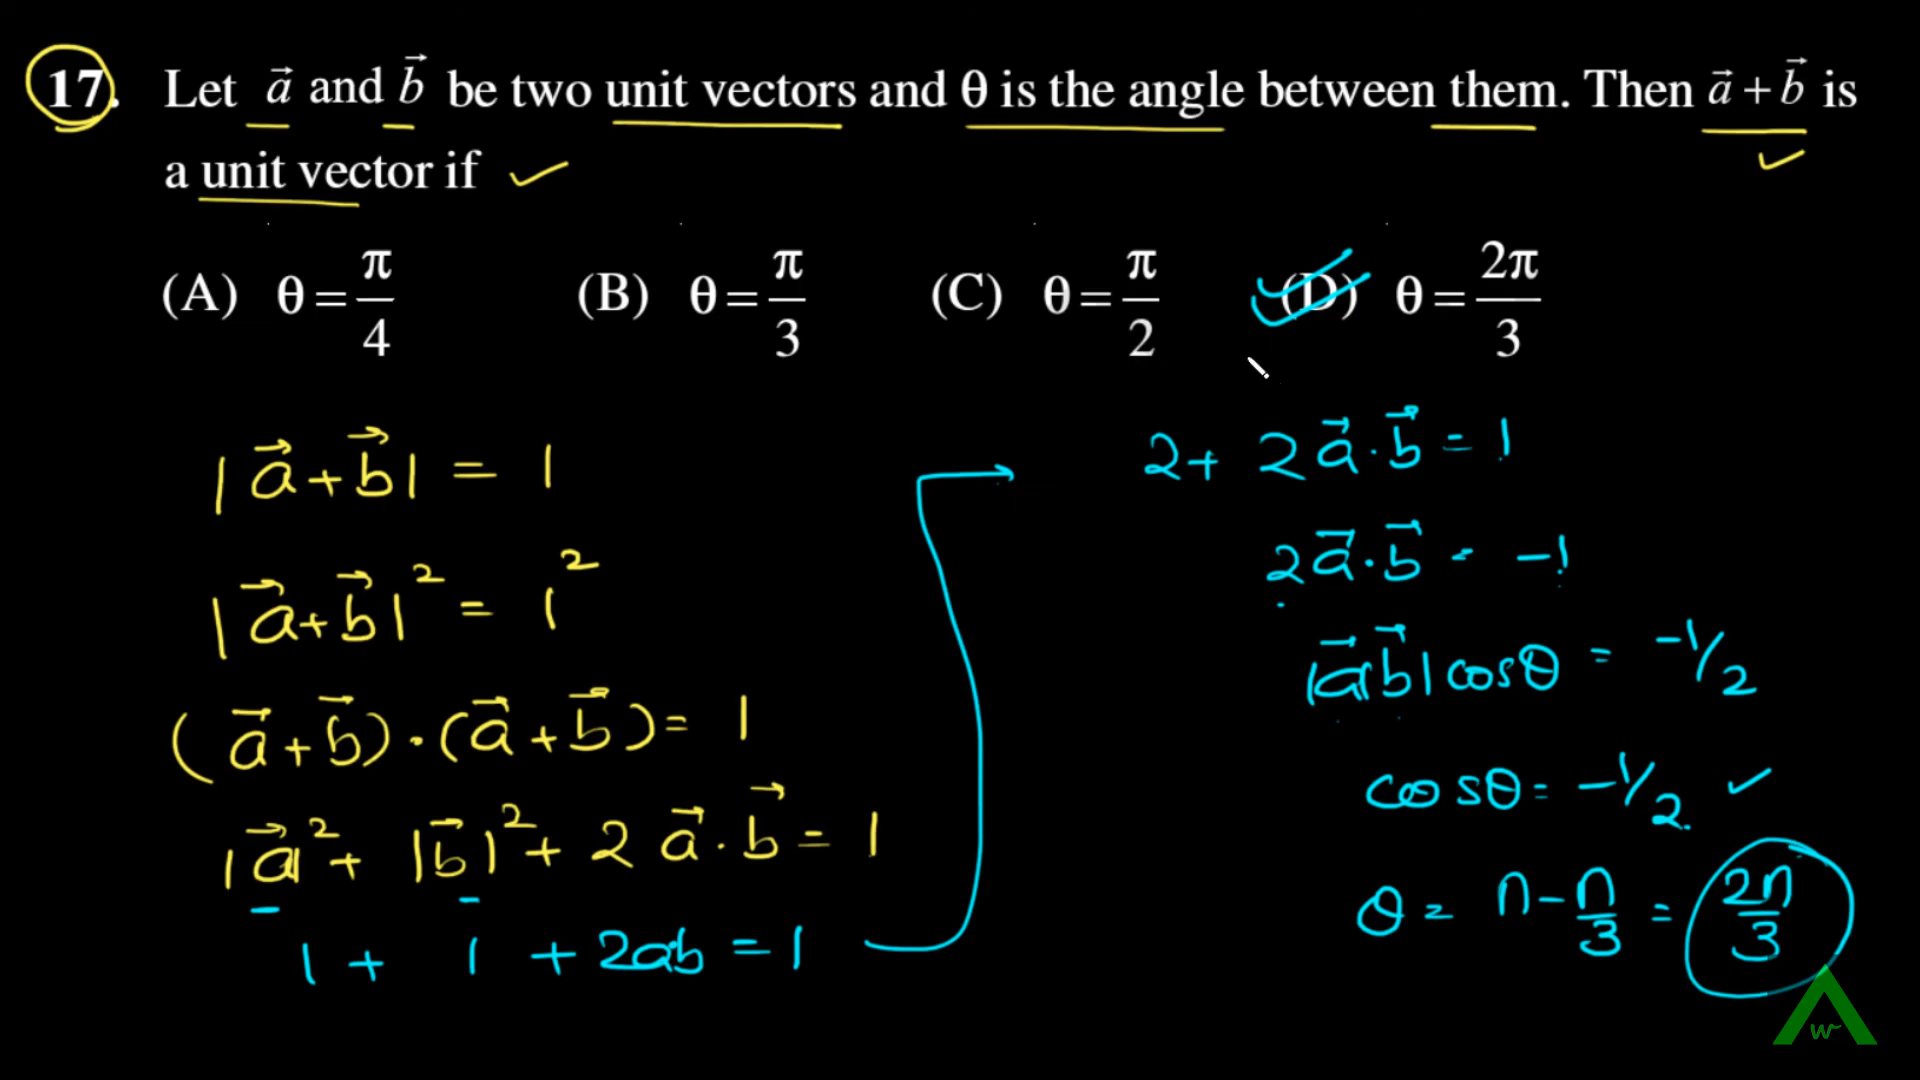 17. Let a⃗ and b⃗ be two unit vectors and θ is the angle between them. Then a⃗ + b⃗ is
a unit vector if
(A) θ = π/4 (B) θ = π/3 (C) θ = π/2 (D) θ = 2π/3
|a⃗+b⃗| = 1
|a⃗+b⃗|² = 1²
(a⃗+b⃗)·(a⃗+b⃗) = 1
|a⃗|² + |b⃗|² + 2 a⃗·b⃗ = 1
1 + 1 + 2ab = 1
2 + 2a⃗·b⃗ = 1
2a⃗·b⃗ = -1
|a⃗||b⃗| cosθ = -1/2
cosθ = -1/2
θ = π - π/3 = 2π/3
w